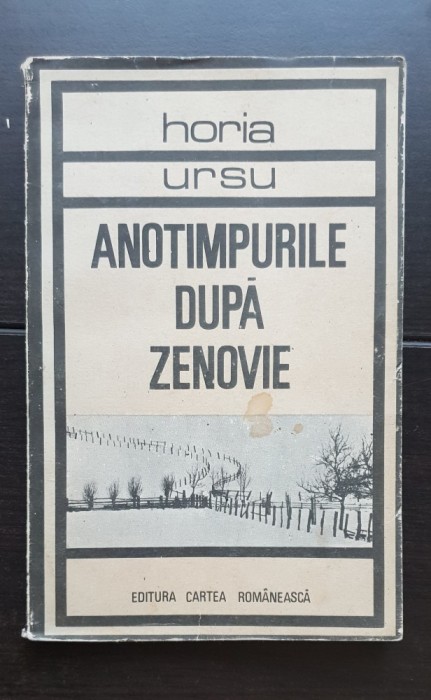 horia
ursu
ANOTIMPURILE
DUPĂ
ZENOVIE
EDITURA CARTEA ROMÂNEASCĂ